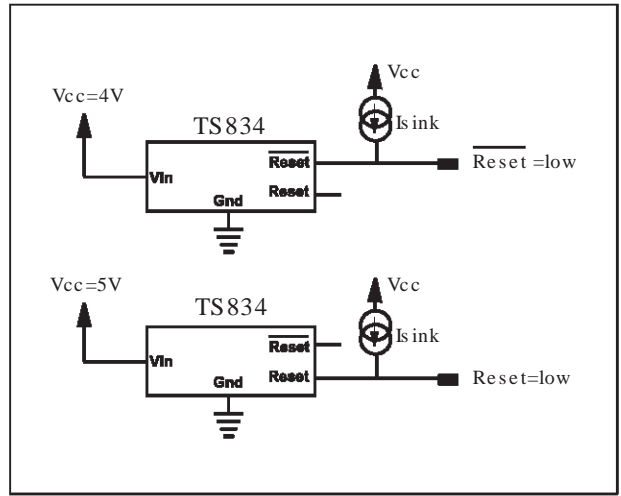 Vcc
Vcc=4V
Isink
TS834
Reset
Reset =low
Vin
Reset
Gnd
Vcc
Vcc=5V
TS834
Isink
Reset
Vin
Gnd
Reset
Reset=low